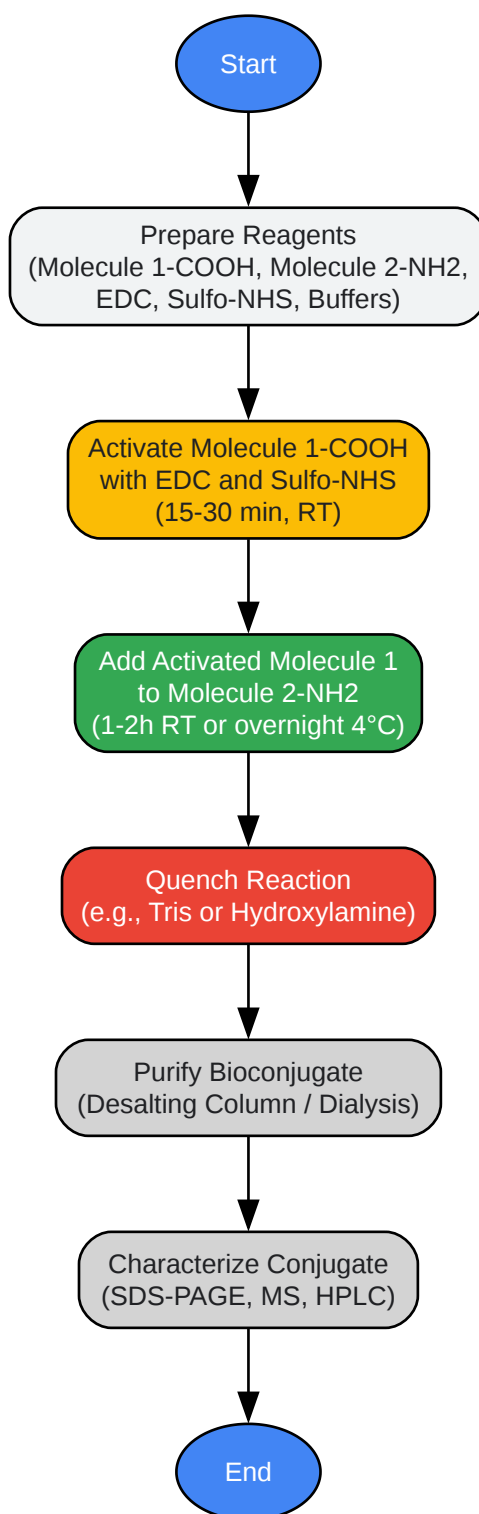 Start
Prepare Reagents
(Molecule 1-COOH, Molecule 2-NH2,
EDC, Sulfo-NHS, Buffers)
Activate Molecule 1-COOH
with EDC and Sulfo-NHS
(15-30 min, RT)
Add Activated Molecule 1
to Molecule 2-NH2
(1-2h RT or overnight 4°C)
Quench Reaction
(e.g., Tris or Hydroxylamine)
Purify Bioconjugate
(Desalting Column / Dialysis)
Characterize Conjugate
(SDS-PAGE, MS, HPLC)
End